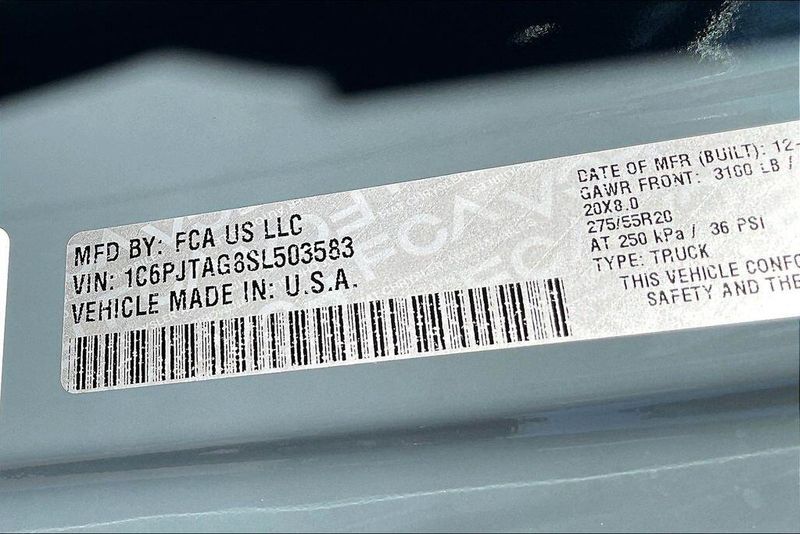 MFD BY: FCA US LLC
VIN: 1C6PJTAG8SL503583
VEHICLE MADE IN: U.S.A.
DATE OF MFR (BUILT): 12-
GAWR FRONT: 3100 LB /
20X8.0
275/55R20
AT 250 kPa/ 36 PSI
TYPE: TRUCK
THIS VEHICLE CONFO
SAFETY AND THE